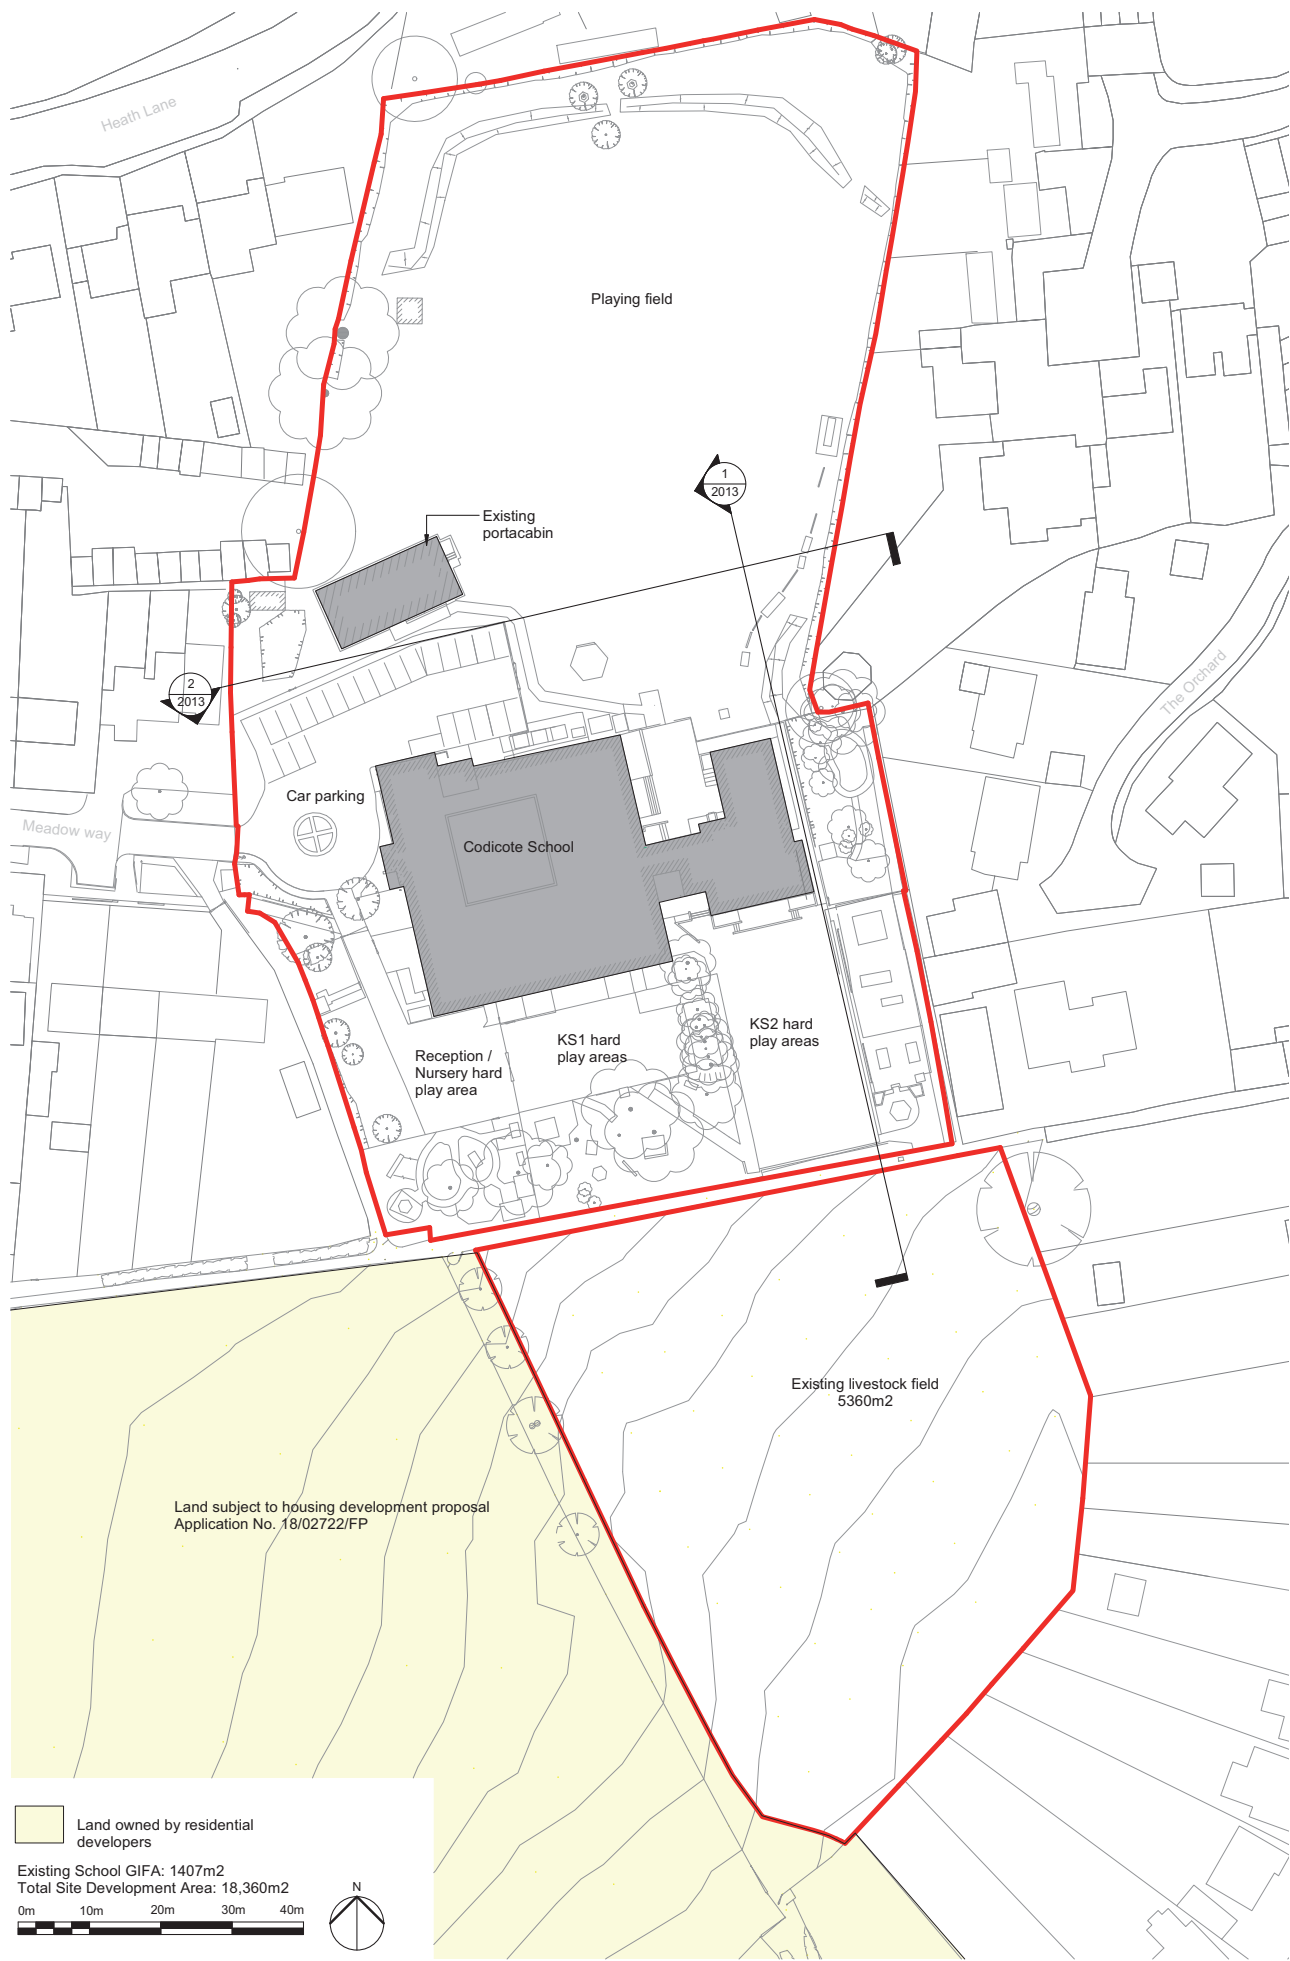 Heath Lane
Playing field
1
2013
Existing
portacabin
The Orchard
2
2013
Car parking
Meadow way
Codicote School
KS2 hard
play areas
KS1 hard
play areas
Reception /
Nursery hard
play area
Existing livestock field
5360m2
Land subject to housing development proposal
Application No. 18/02722/FP
Land owned by residential
developers
Existing School GIFA: 1407m2
Total Site Development Area: 18,360m2
0m 10m 20m 30m 40m
N